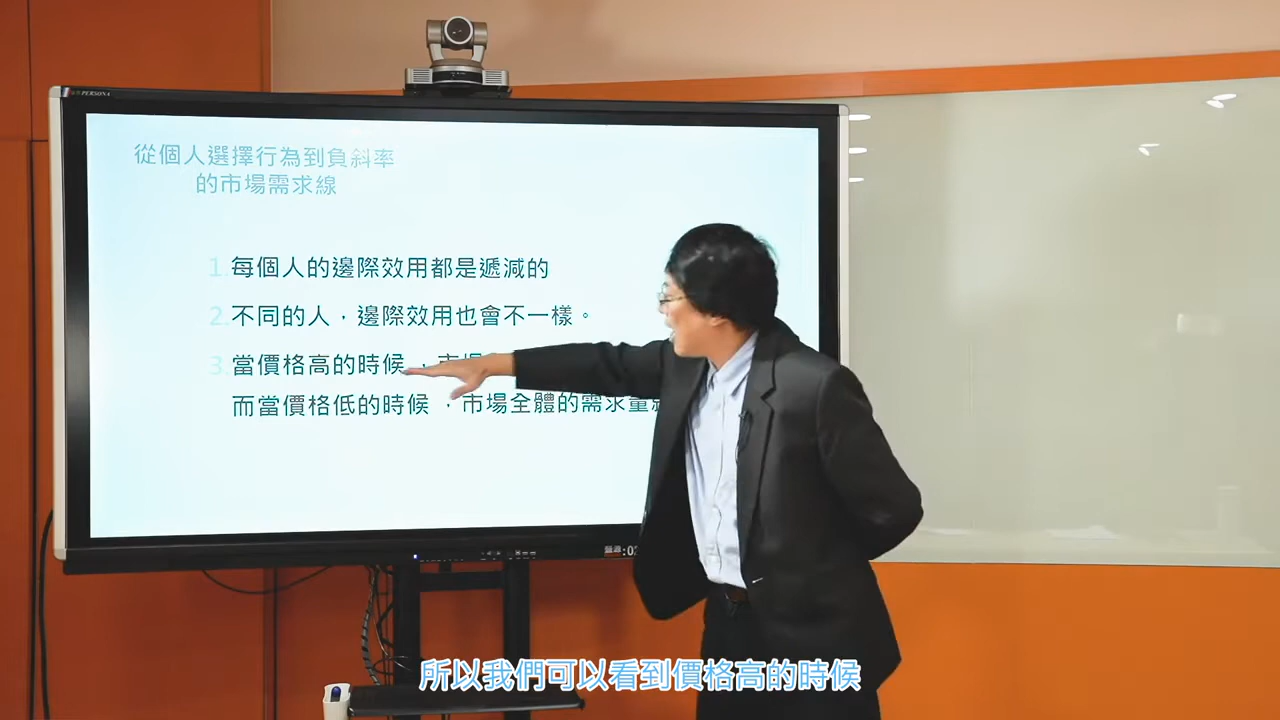 PERSONA
從個人選擇行為到負斜率
的市場需求線
1.每個人的邊際效用都是遞減的
2.不同的人，邊際效用也會不一樣。
3.當價格高的時候，市場
而當價格低的時候，市場全體的需求量
所以我們可以看到價格高的時候